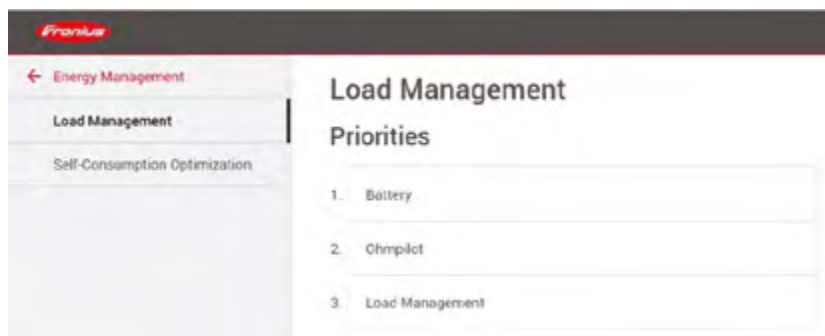 Fronius
← Energy Management
Load Management
Self-Consumption Optimization
Load Management
Priorities
1. Battery
2. Ohmpilot
3. Load Management